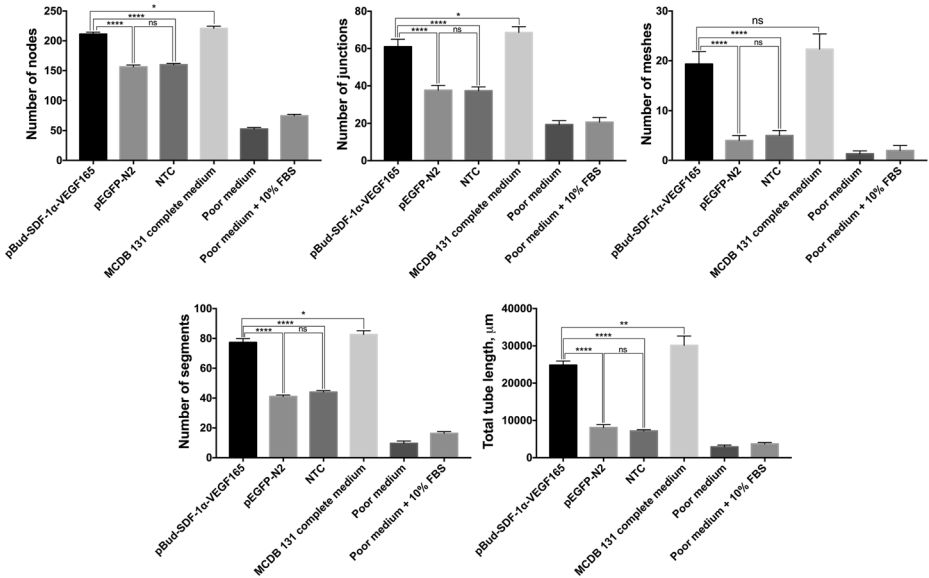 Number of nodes
250
200
150
100
50
0
*
****
****
ns
pBud-SDF-1α-VEGF165
pEGFP-N2
NTC
MCDB 131 complete medium
Poor medium
Poor medium + 10% FBS
Number of junctions
80
60
40
20
0
*
****
****
ns
pBud-SDF-1α-VEGF165
pEGFP-N2
NTC
MCDB 131 complete medium
Poor medium
Poor medium + 10% FBS
Number of meshes
30
20
10
0
ns
****
****
ns
pBud-SDF-1α-VEGF165
pEGFP-N2
NTC
MCDB 131 complete medium
Poor medium
Poor medium + 10% FBS
Number of segments
100
80
60
40
20
0
*
****
****
ns
pBud-SDF-1α-VEGF165
pEGFP-N2
NTC
MCDB 131 complete medium
Poor medium
Poor medium + 10% FBS
Total tube length, µm
40000
30000
20000
10000
0
**
****
****
ns
pBud-SDF-1α-VEGF165
pEGFP-N2
NTC
MCDB 131 complete medium
Poor medium
Poor medium + 10% FBS